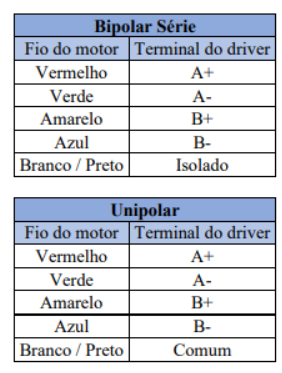 Bipolar Série
Fio do motor Terminal do driver
Vermelho A+
Verde A-
Amarelo B+
Azul B-
Branco / Preto Isolado
Unipolar
Fio do motor Terminal do driver
Vermelho A+
Verde A-
Amarelo B+
Azul B-
Branco / Preto Comum